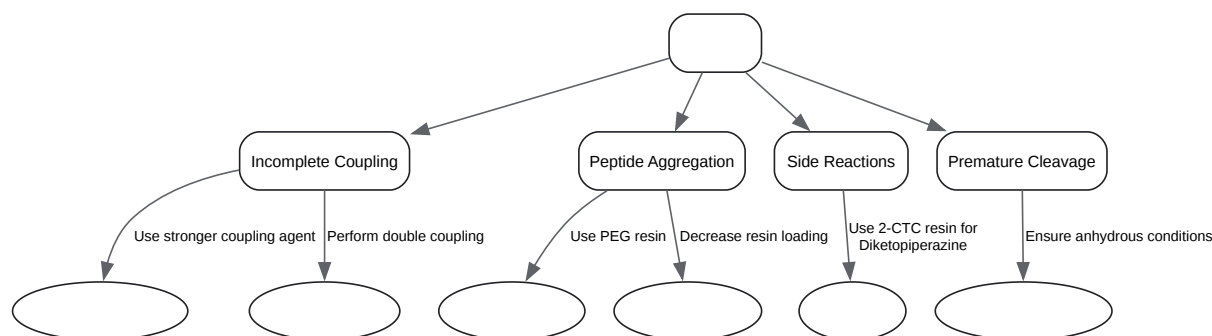 Incomplete Coupling
Peptide Aggregation
Side Reactions
Premature Cleavage
Use stronger coupling agent
Perform double coupling
Use PEG resin
Decrease resin loading
Use 2-CTC resin for
Diketopiperazine
Ensure anhydrous conditions